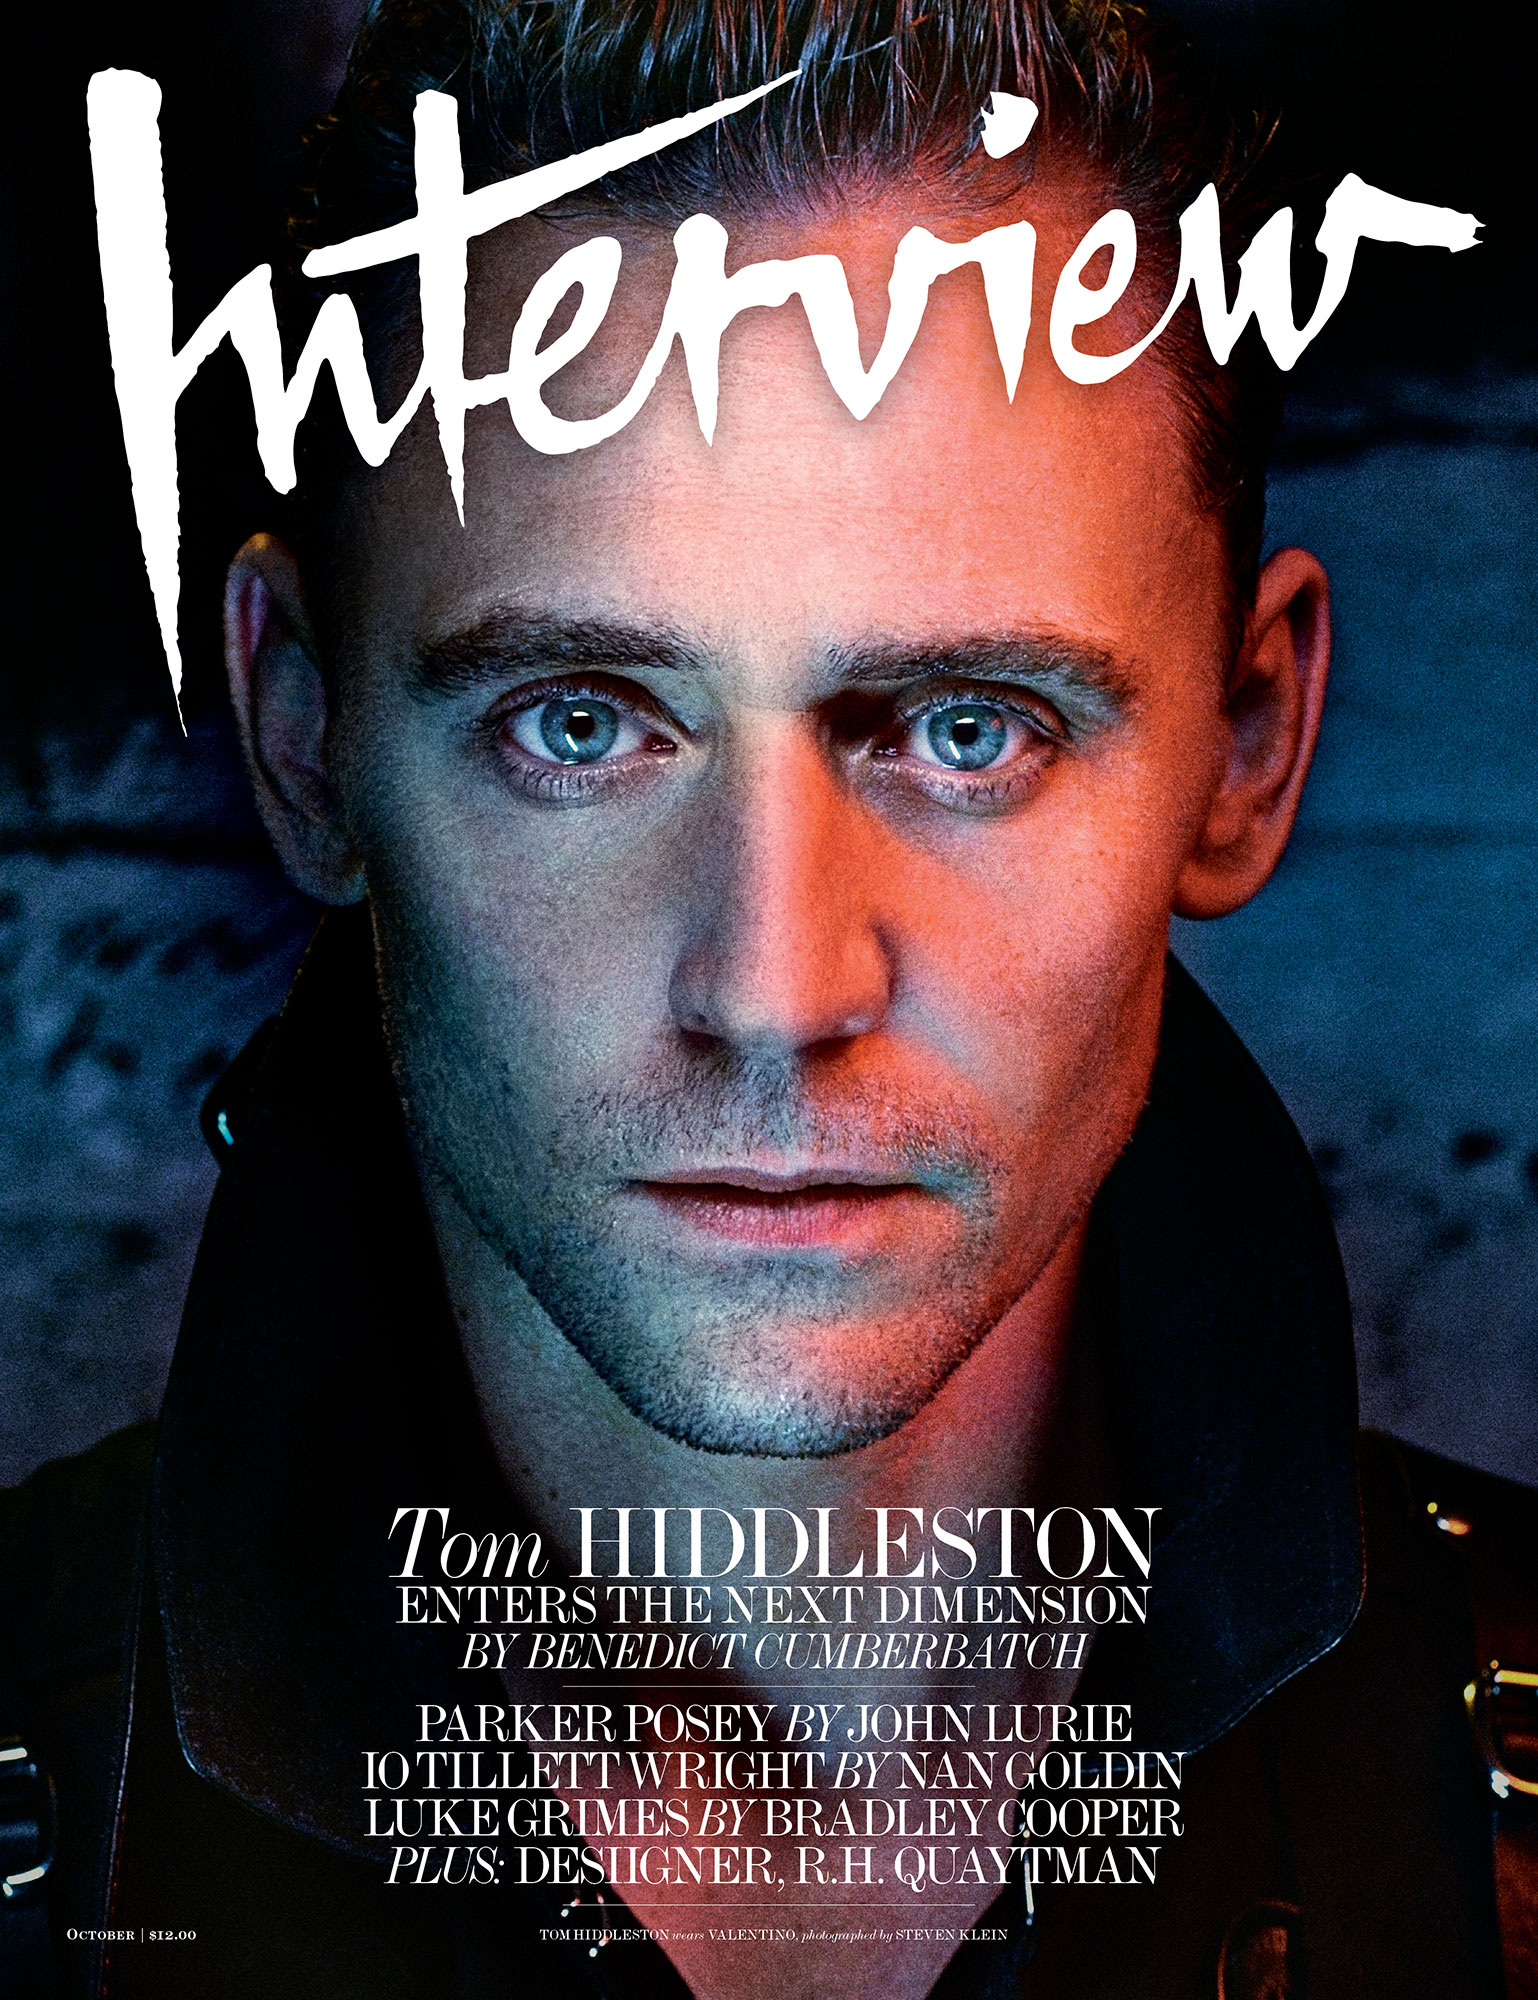 Interview
Tom HIDDLESTON
ENTERS THE NEXT DIMENSION
BY BENEDICT CUMBERBATCH
PARKER POSEY BY JOHN LURIE
IO TILLETT WRIGHT BY NAN GOLDIN
LUKE GRIMES BY BRADLEY COOPER
PLUS: DESIIGNER, R.H. QUAYTMAN
OCTOBER | $12.00
TOM HIDDLESTON wears VALENTINO, photographed by STEVEN KLEIN